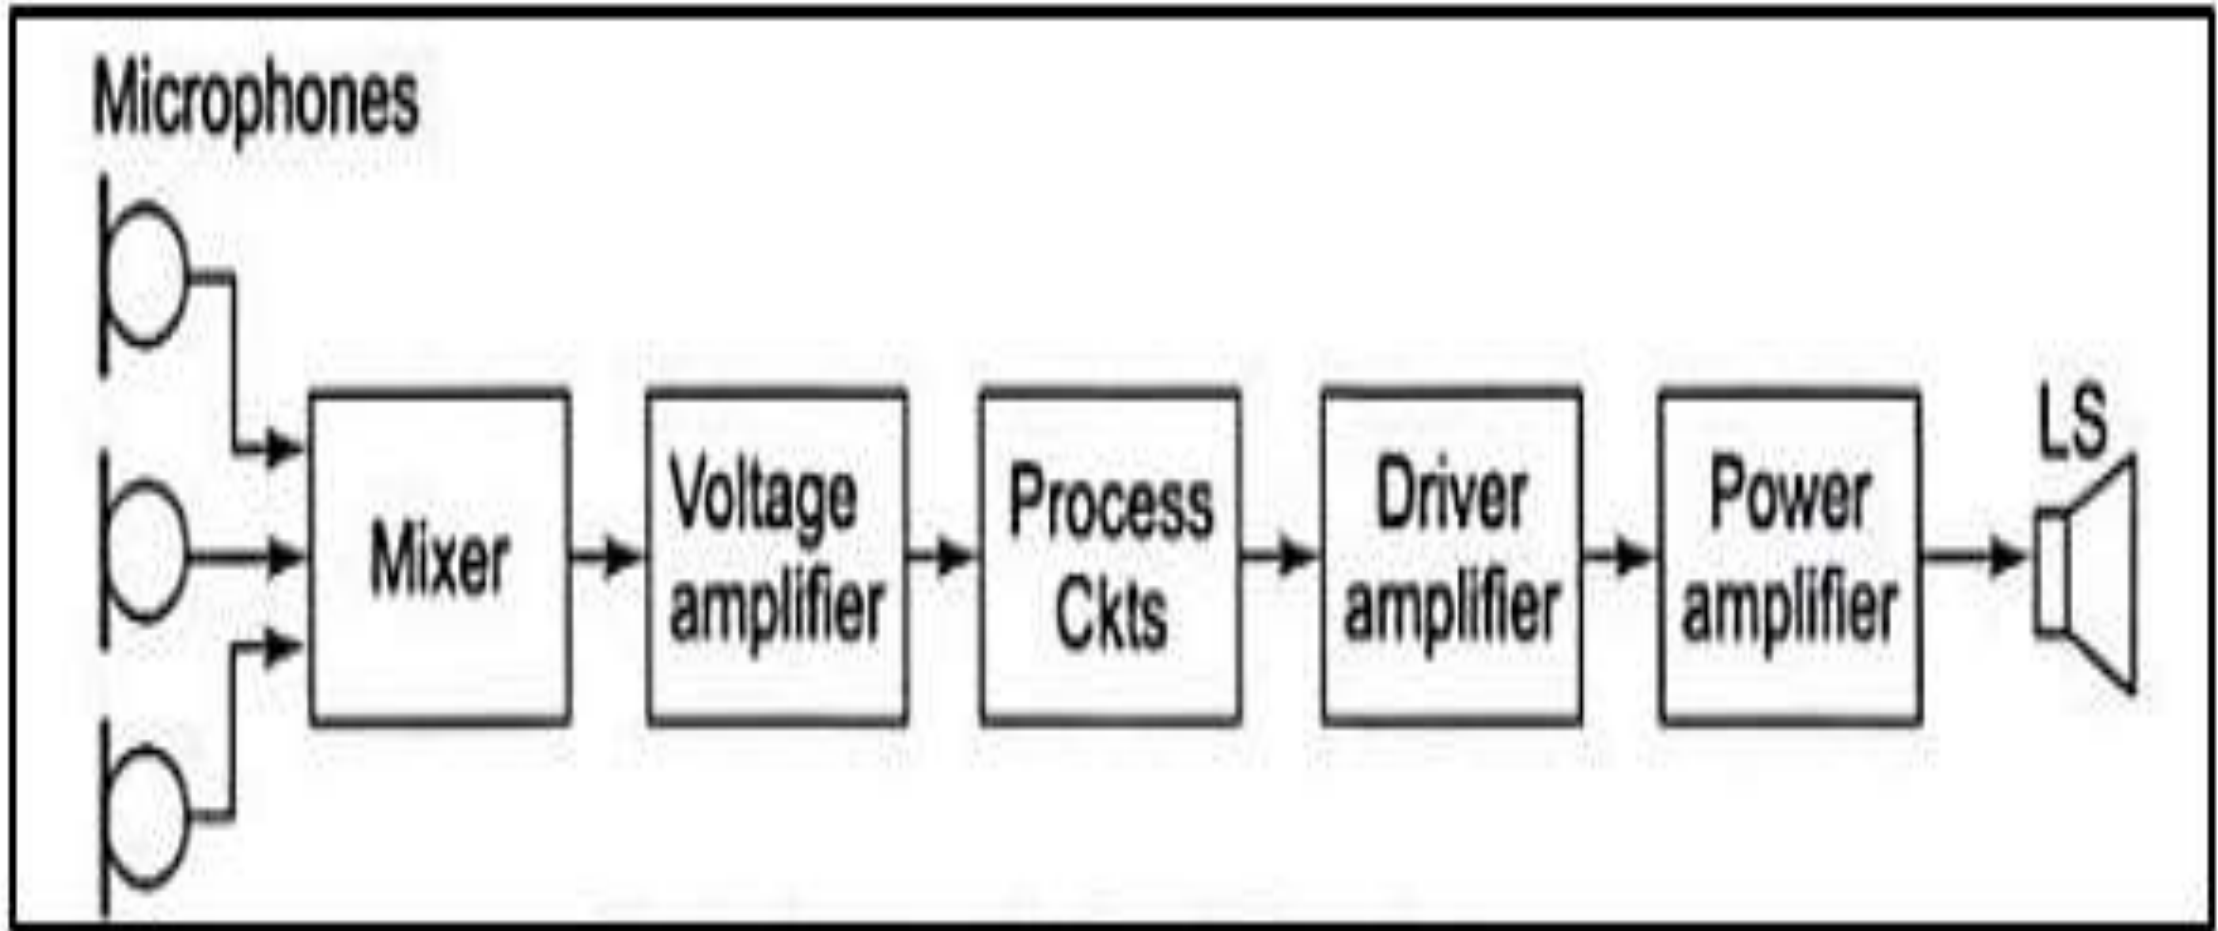 Microphones
Mixer
Voltage
amplifier
Process
Ckts
Driver
amplifier
Power
amplifier
LS